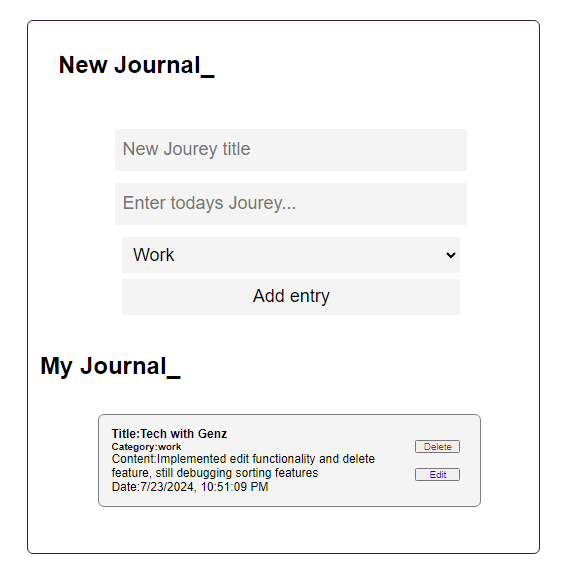 New Journal_
New Jourey title
Enter todays Jourey...
Work
Add entry
My Journal_
Title:Tech with Genz
Category:work
Content:Implemented edit functionality and delete
feature, still debugging sorting features
Date:7/23/2024, 10:51:09 PM
Delete
Edit